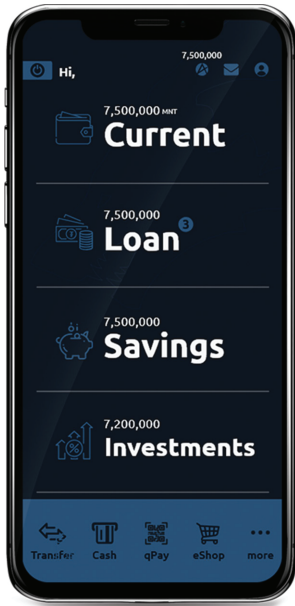 7,500,000
Hi,
7,500,000 MNT
Current
7,500,000
Loan 3
7,500,000
Savings
7,200,000
Investments
Transfer Cash qPay eShop more